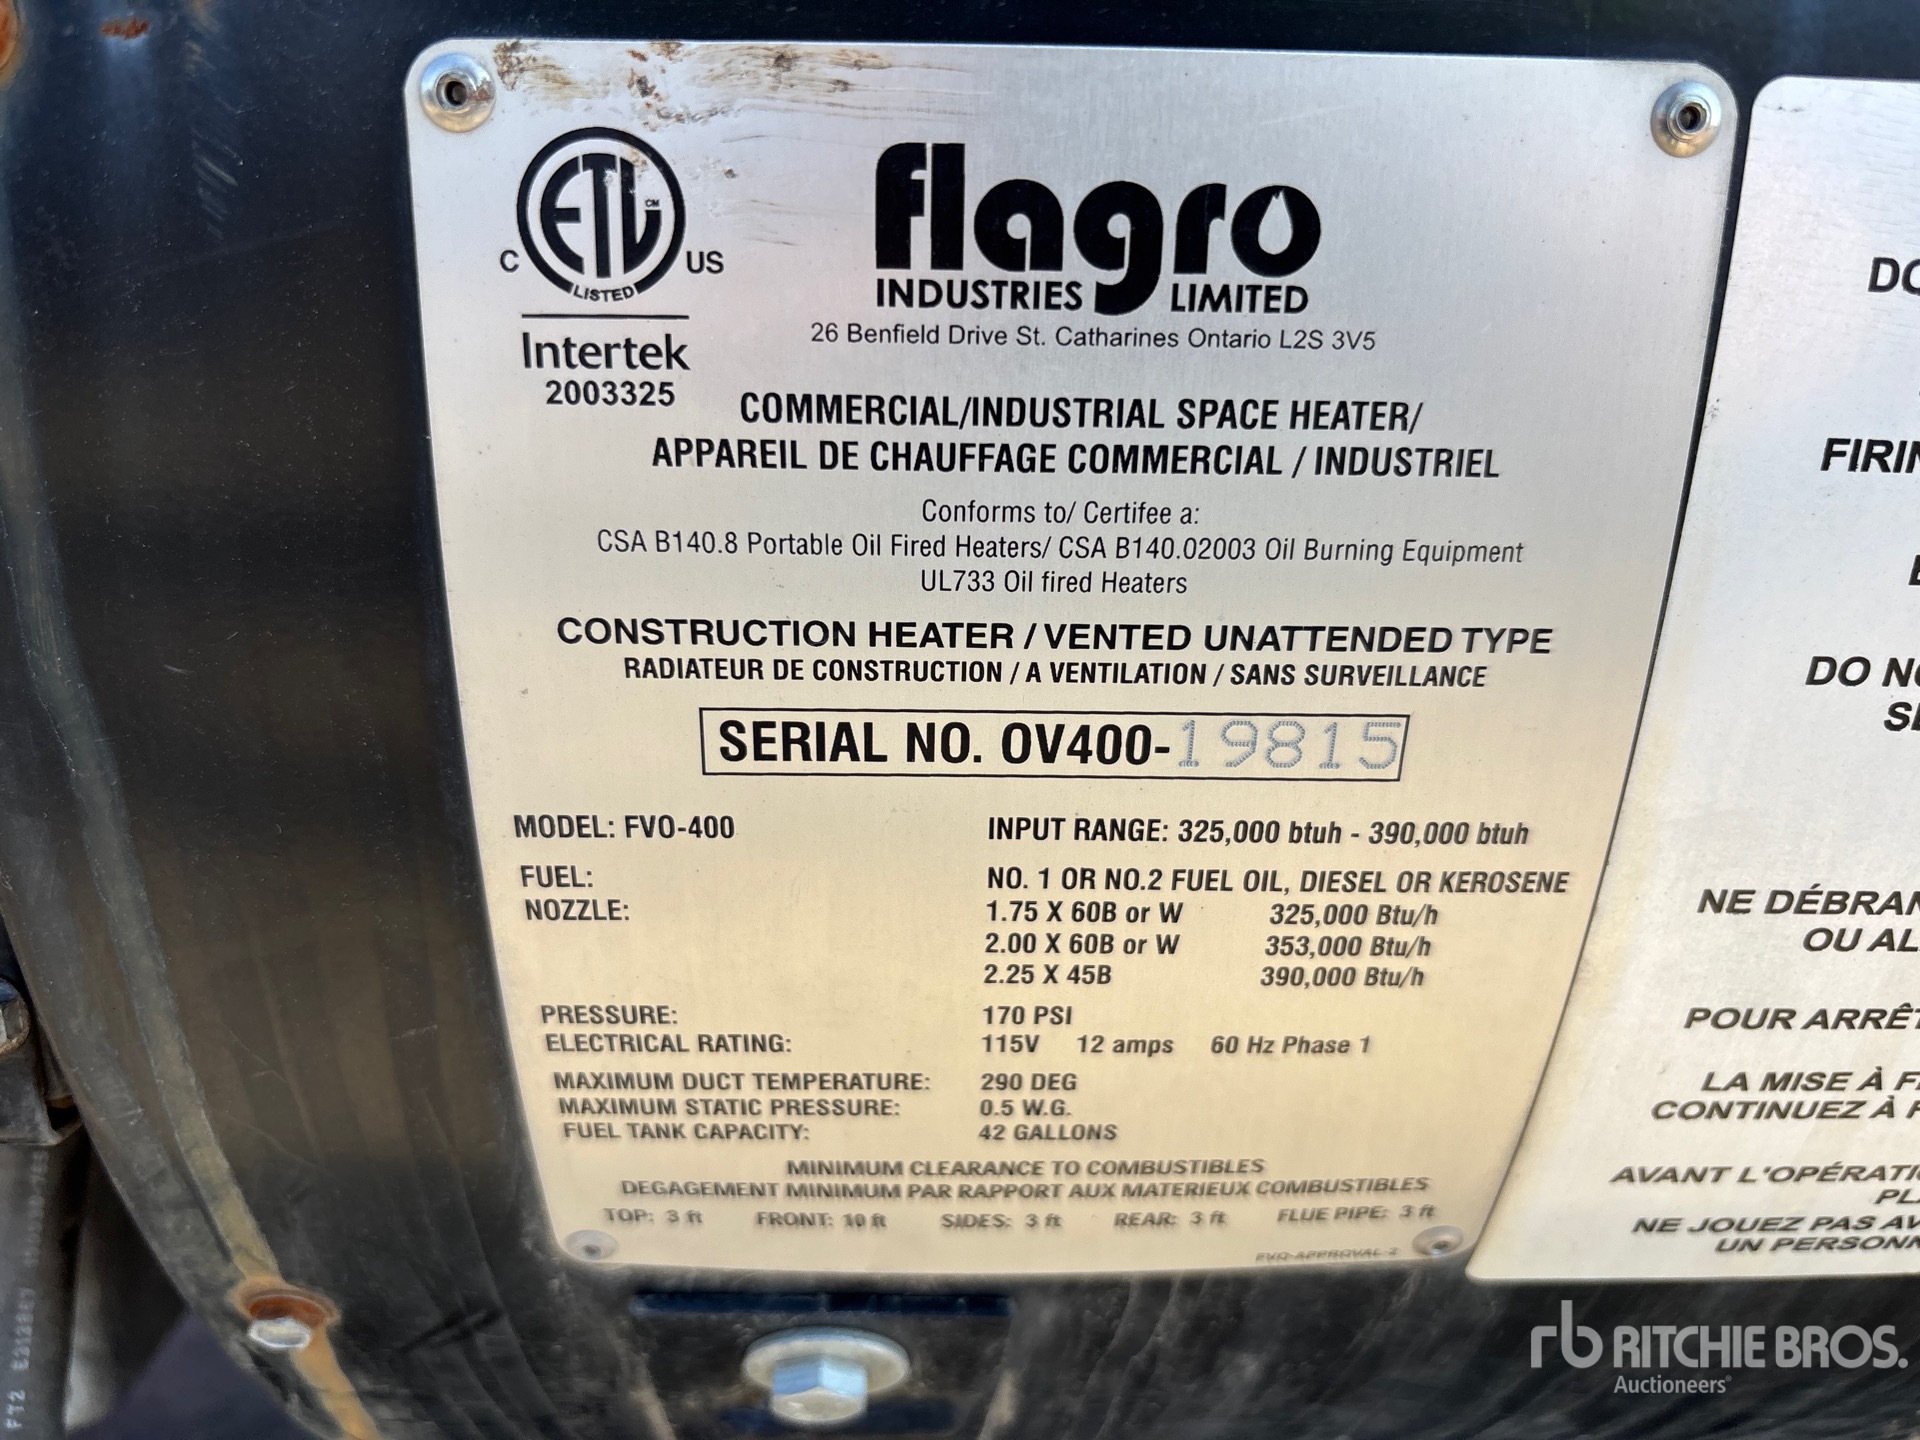 C ETL CM US
LISTED
Intertek
2003325
flagro
INDUSTRIES LIMITED
26 Benfield Drive St. Catharines Ontario L2S 3V5
COMMERCIAL/INDUSTRIAL SPACE HEATER/
APPAREIL DE CHAUFFAGE COMMERCIAL / INDUSTRIEL
Conforms to/ Certifee a:
CSA B140.8 Portable Oil Fired Heaters/ CSA B140.02003 Oil Burning Equipment
UL733 Oil fired Heaters
CONSTRUCTION HEATER / VENTED UNATTENDED TYPE
RADIATEUR DE CONSTRUCTION / A VENTILATION / SANS SURVEILLANCE
SERIAL NO. OV400-19815
MODEL: FVO-400 INPUT RANGE: 325,000 btuh - 390,000 btuh
FUEL: NO. 1 OR NO.2 FUEL OIL, DIESEL OR KEROSENE
NOZZLE: 1.75 X 60B or W 325,000 Btu/h
2.00 X 60B or W 353,000 Btu/h
2.25 X 45B 390,000 Btu/h
PRESSURE: 170 PSI
ELECTRICAL RATING: 115V 12 amps 60 Hz Phase 1
MAXIMUM DUCT TEMPERATURE: 290 DEG
MAXIMUM STATIC PRESSURE: 0.5 W.G.
FUEL TANK CAPACITY: 42 GALLONS
MINIMUM CLEARANCE TO COMBUSTIBLES
DEGAGEMENT MINIMUM PAR RAPPORT AUX MATERIEUX COMBUSTIBLES
TOP: 3 ft FRONT: 10 ft SIDES: 3 ft REAR: 3 ft FLUE PIPE: 3 ft
FVO-APPROVAL-2
FIRIN
DO NO
NE DÉBRAN
OU AL
POUR ARRÊT
LA MISE À FA
CONTINUEZ À F
AVANT L'OPÉRATIO
NE JOUEZ PAS AV
UN PERSONN
FT2
rb RITCHIE BROS.
Auctioneers